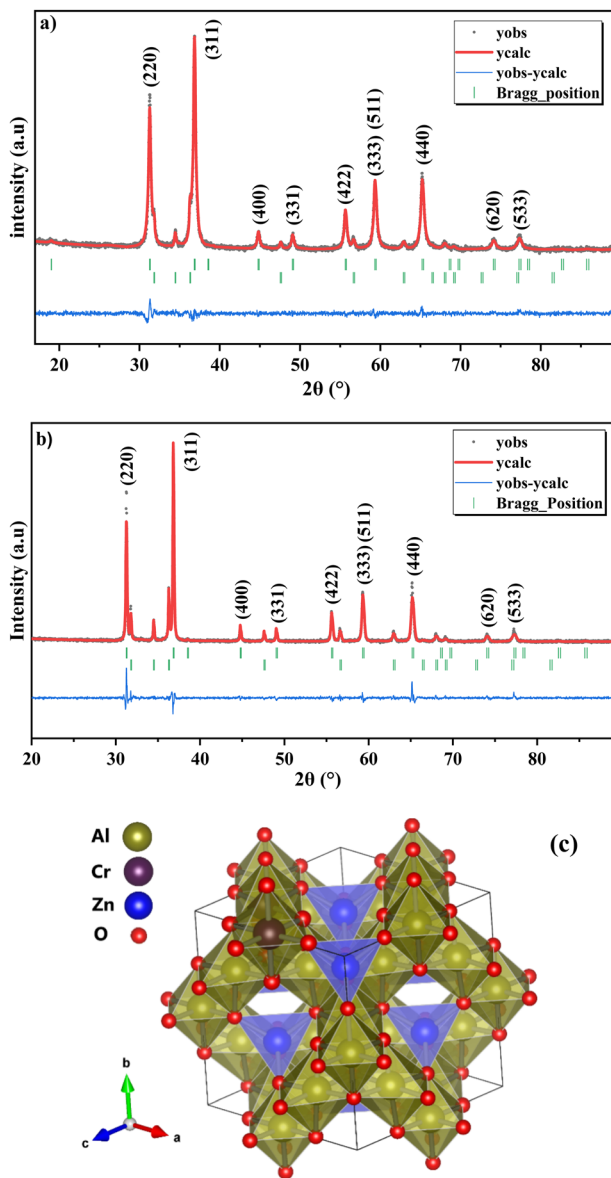 a)
(311)
(220)
(400)
(331)
(422)
(333) (511)
(440)
(620)
(533)
yobs
ycalc
yobs-ycalc
Bragg_position
intensity (a.u)
20 30 40 50 60 70 80
2θ (°)
b)
(220)
(311)
(400)
(331)
(422)
(333) (511)
(440)
(620)
(533)
yobs
ycalc
yobs-ycalc
Bragg_Position
Intensity (a.u)
20 30 40 50 60 70 80
2θ (°)
(c)
Al
Cr
Zn
O
b
c
a